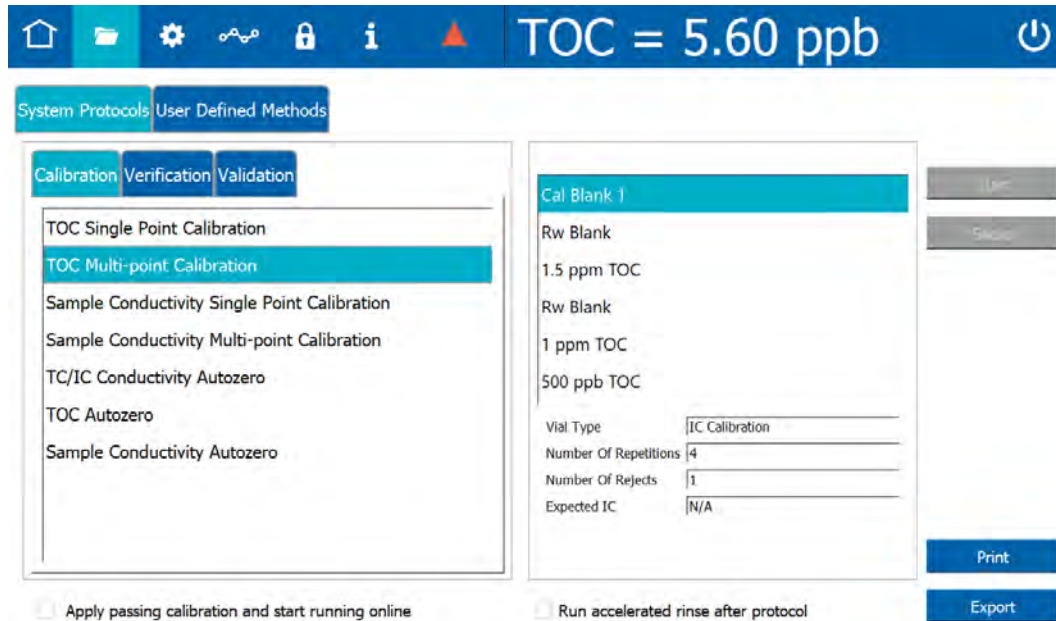 TOC = 5.60 ppb
System Protocols User Defined Methods
Calibration Verification Validation
TOC Single Point Calibration
TOC Multi-point Calibration
Sample Conductivity Single Point Calibration
Sample Conductivity Multi-point Calibration
TC/IC Conductivity Autozero
TOC Autozero
Sample Conductivity Autozero
Cal Blank 1
Rw Blank
1.5 ppm TOC
Rw Blank
1 ppm TOC
500 ppb TOC
Vial Type IC Calibration
Number Of Repetitions 4
Number Of Rejects 1
Expected IC N/A
Print
Export
Apply passing calibration and start running online
Run accelerated rinse after protocol